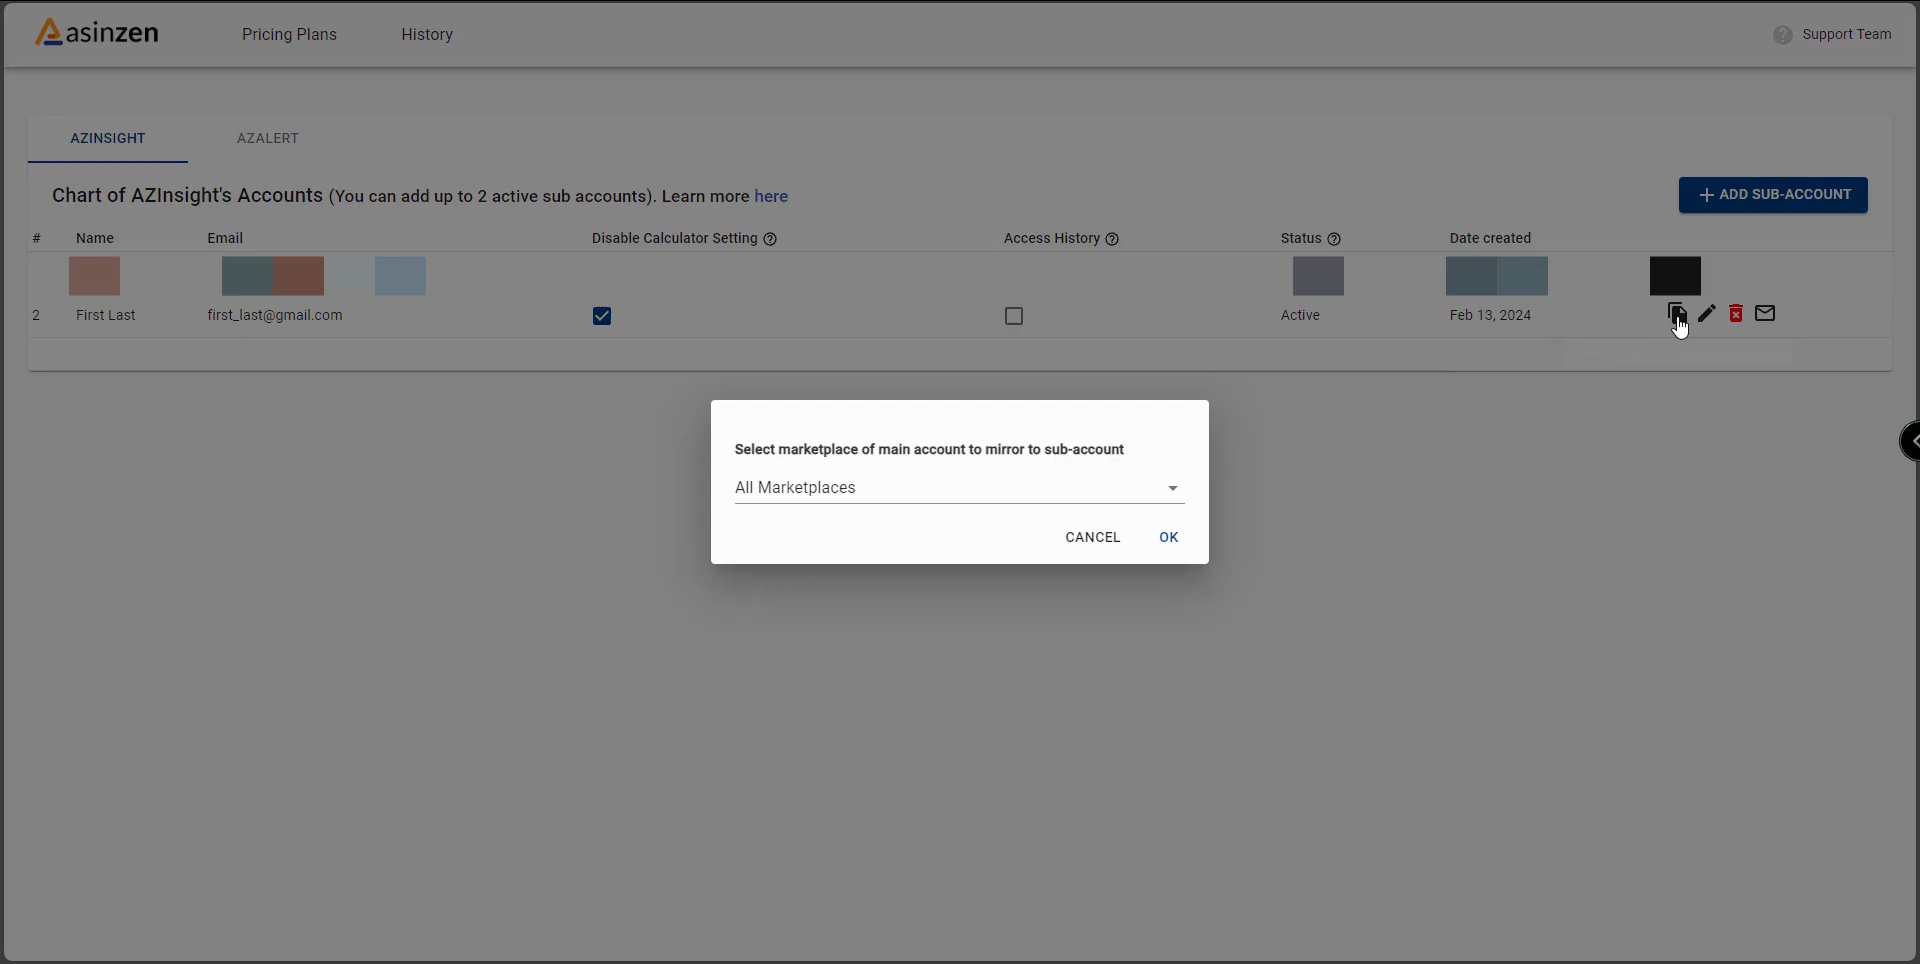 asinzen Pricing Plans History Support Team
AZINSIGHT AZALERT
Chart of AZInsight's Accounts (You can add up to 2 active sub accounts). Learn more here
ADD SUB-ACCOUNT
# Name Email Disable Calculator Setting Access History Status Date created
2 First Last first_last@gmail.com Active Feb 13, 2024
Select marketplace of main account to mirror to sub-account
All Marketplaces
CANCEL OK